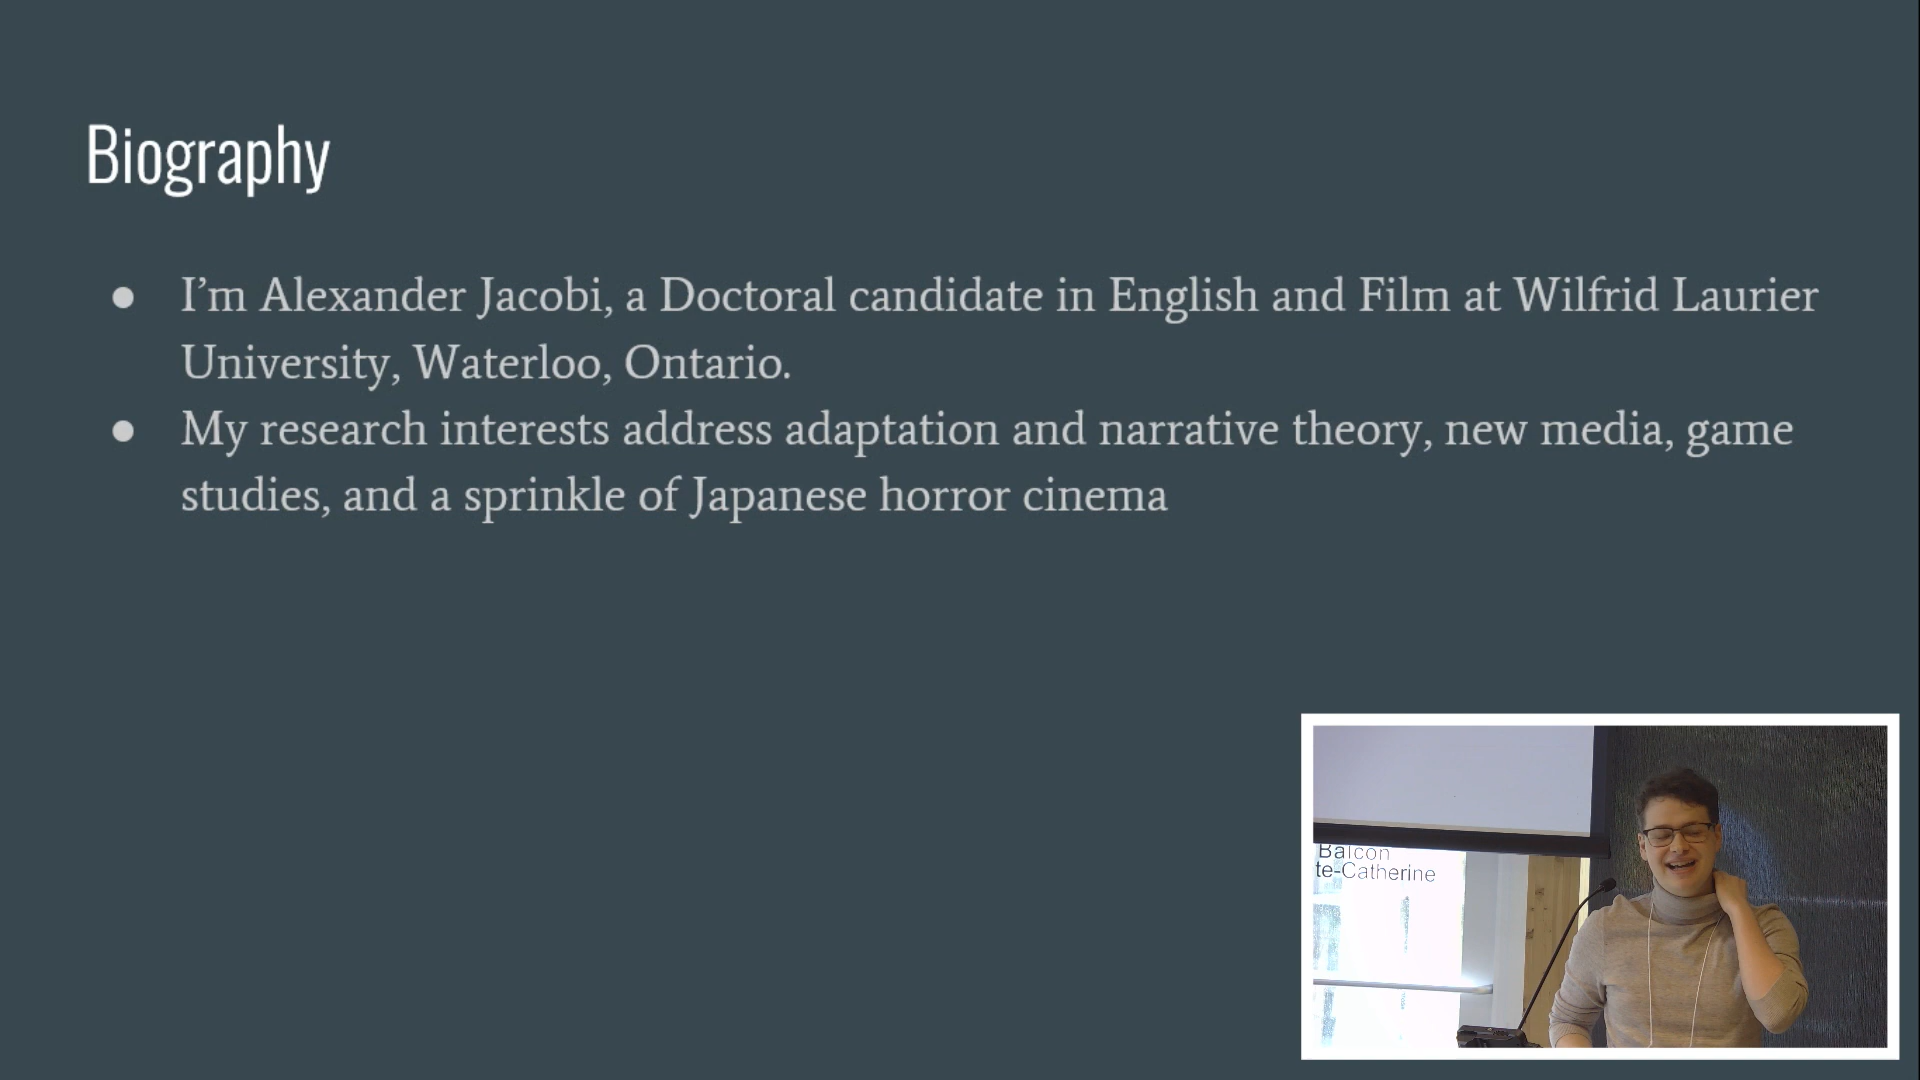 Biography
● I’m Alexander Jacobi, a Doctoral candidate in English and Film at Wilfrid Laurier
University, Waterloo, Ontario.
● My research interests address adaptation and narrative theory, new media, game
studies, and a sprinkle of Japanese horror cinema
Balcon
te-Catherine